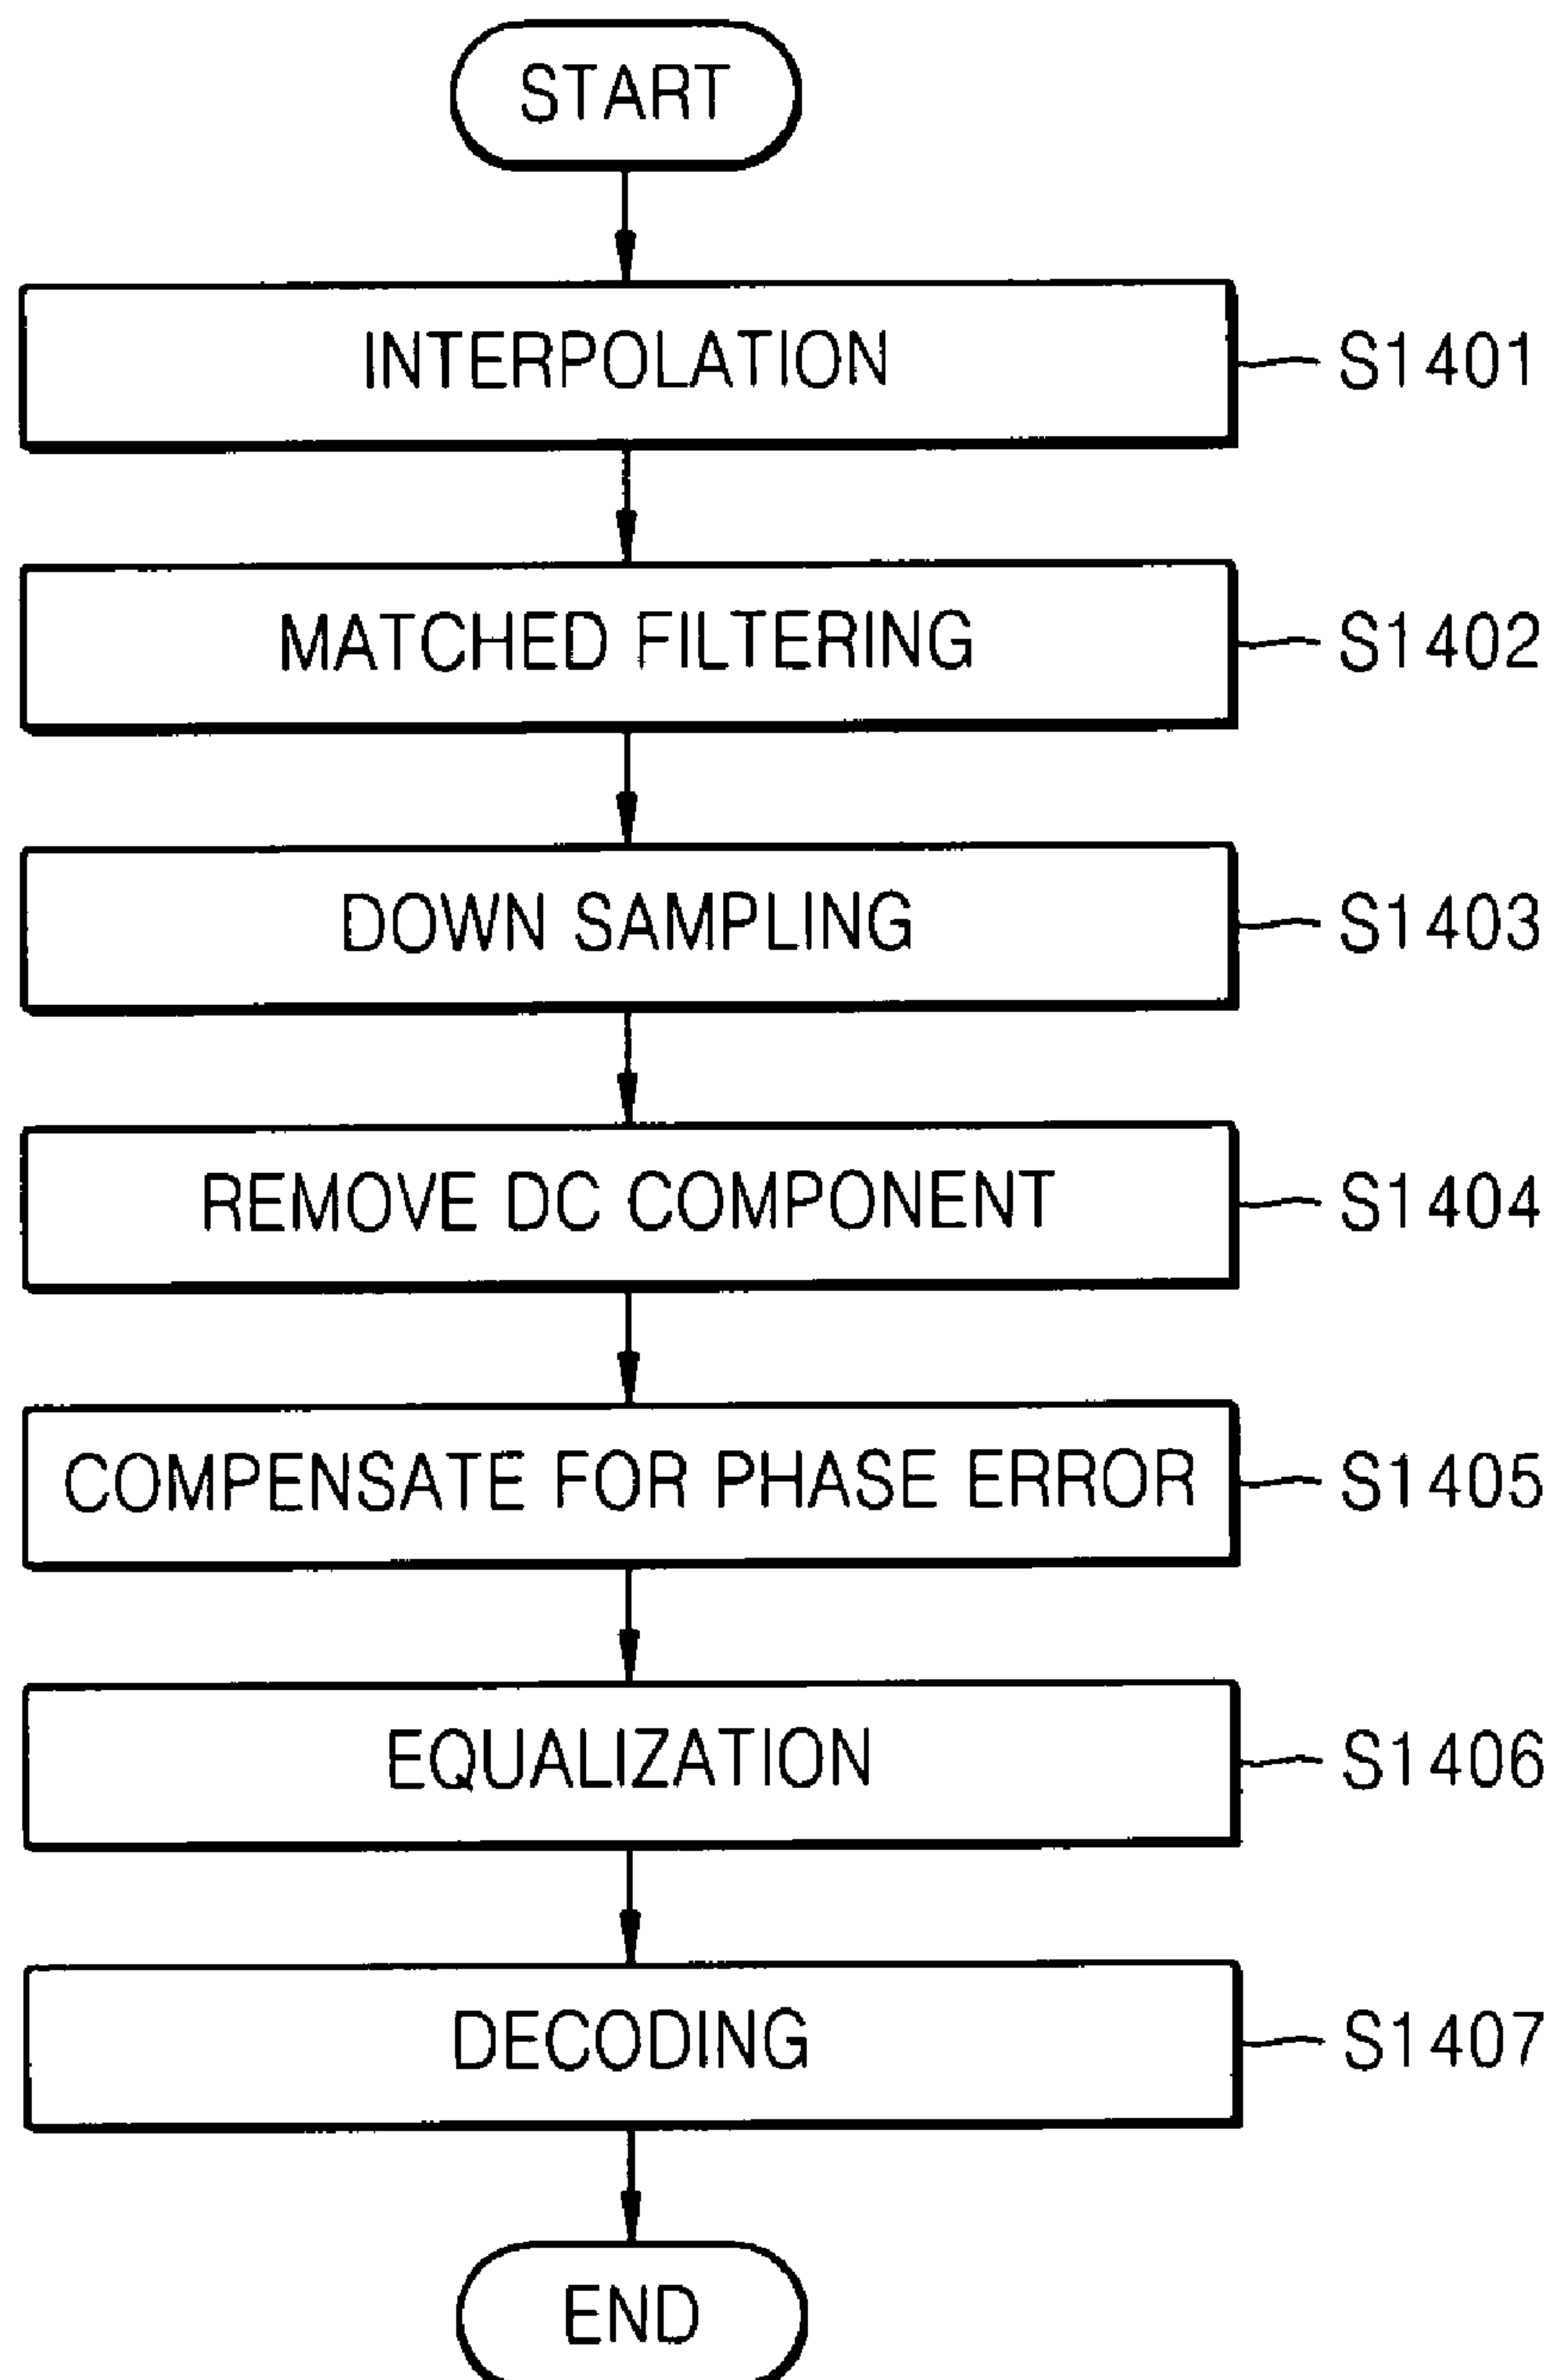 START
INTERPOLATION S1401
MATCHED FILTERING S1402
DOWN SAMPLING S1403
REMOVE DC COMPONENT S1404
COMPENSATE FOR PHASE ERROR S1405
EQUALIZATION S1406
DECODING S1407
END